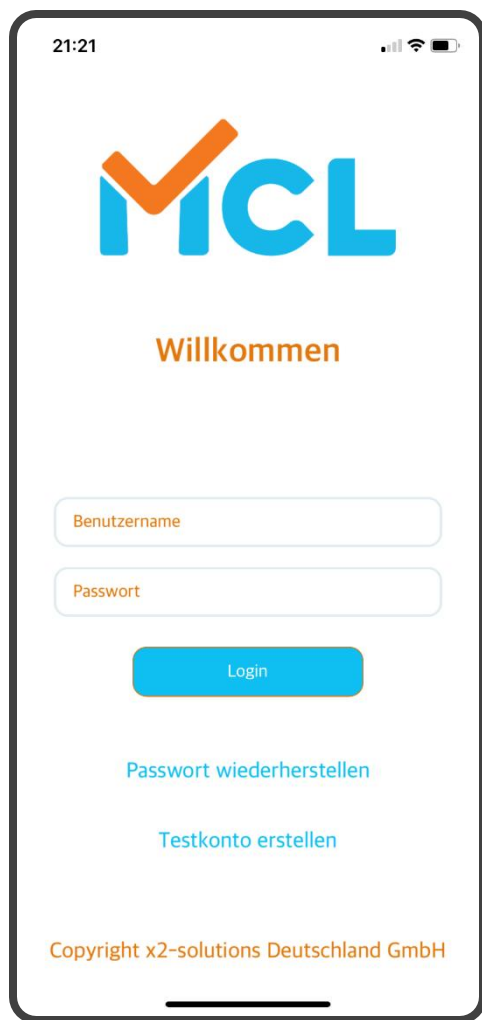 21:21
MCL
Willkommen
Benutzername
Passwort
Login
Passwort wiederherstellen
Testkonto erstellen
Copyright x2-solutions Deutschland GmbH